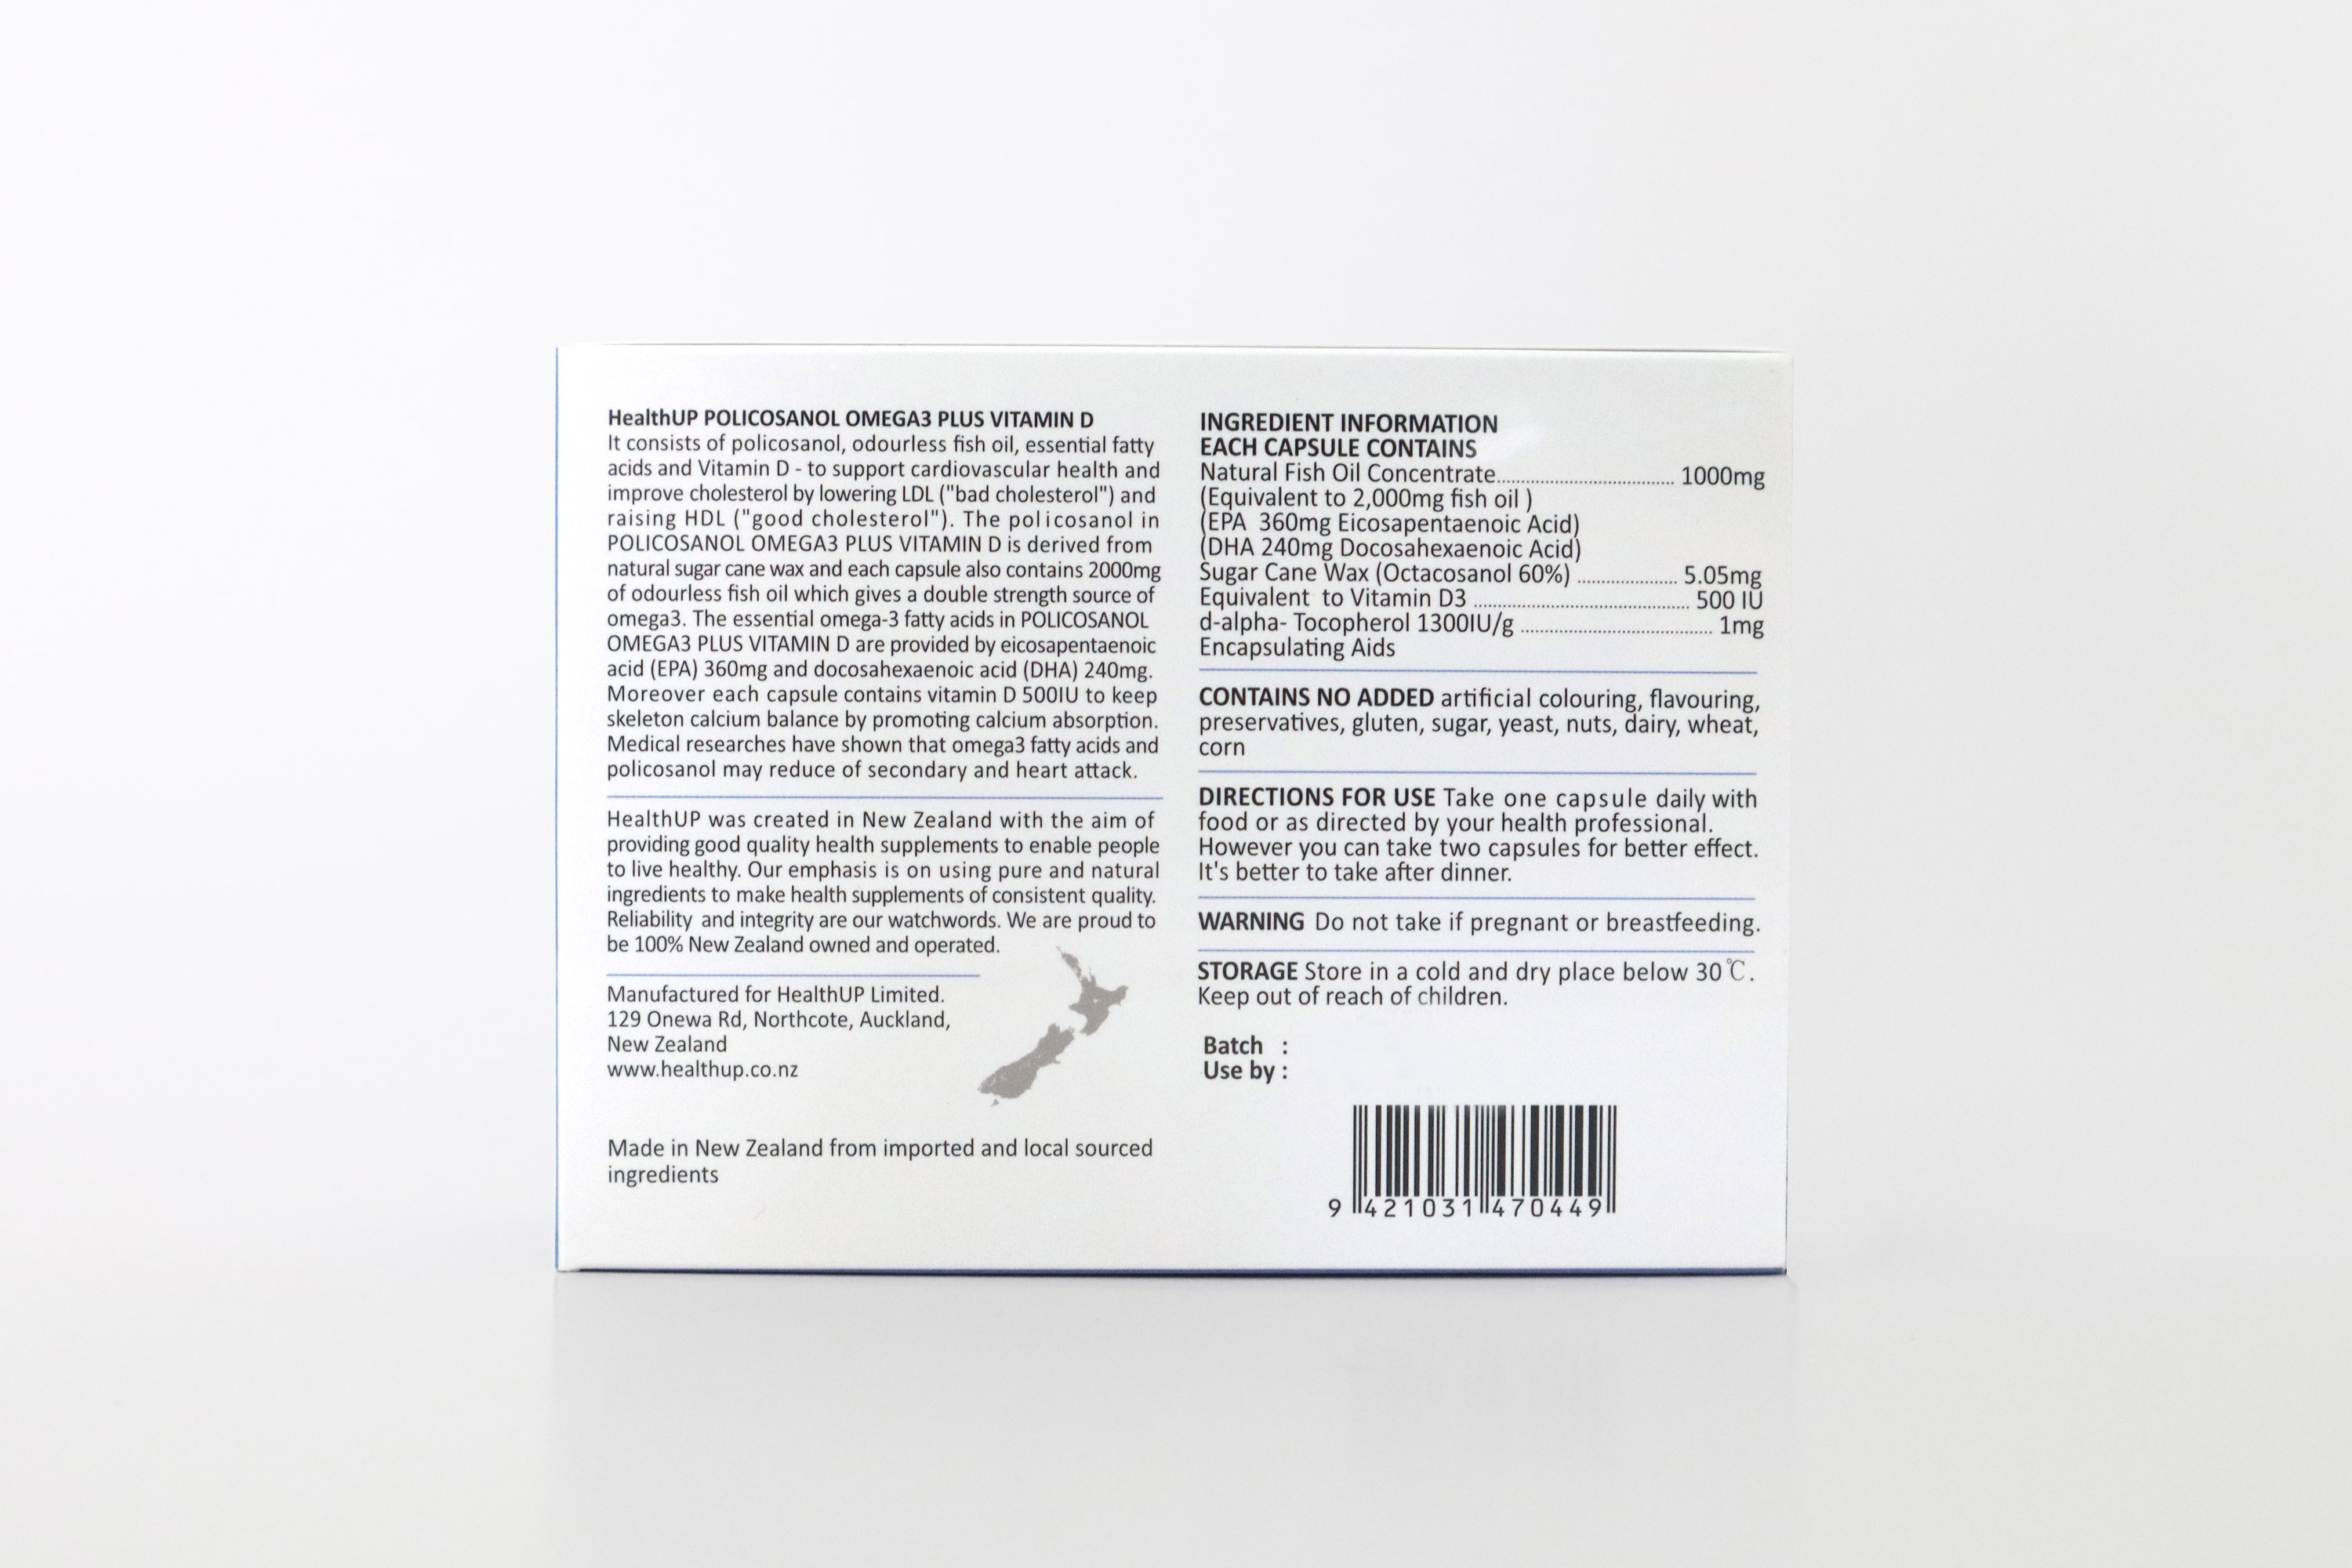 HealthUP POLICOSANOL OMEGA3 PLUS VITAMIN D
It consists of policosanol, odourless fish oil, essential fatty
acids and Vitamin D - to support cardiovascular health and
improve cholesterol by lowering LDL ("bad cholesterol") and
raising HDL ("good cholesterol"). The policosanol in
POLICOSANOL OMEGA3 PLUS VITAMIN D is derived from
natural sugar cane wax and each capsule also contains 2000mg
of odourless fish oil which gives a double strength source of
omega3. The essential omega-3 fatty acids in POLICOSANOL
OMEGA3 PLUS VITAMIN D are provided by eicosapentaenoic
acid (EPA) 360mg and docosahexaenoic acid (DHA) 240mg.
Moreover each capsule contains vitamin D 500IU to keep
skeleton calcium balance by promoting calcium absorption.
Medical researches have shown that omega3 fatty acids and
policosanol may reduce of secondary and heart attack.
HealthUP was created in New Zealand with the aim of
providing good quality health supplements to enable people
to live healthy. Our emphasis is on using pure and natural
ingredients to make health supplements of consistent quality.
Reliability and integrity are our watchwords. We are proud to
be 100% New Zealand owned and operated.
Manufactured for HealthUP Limited.
129 Onewa Rd, Northcote, Auckland,
New Zealand
www.healthup.co.nz
Made in New Zealand from imported and local sourced
ingredients
INGREDIENT INFORMATION
EACH CAPSULE CONTAINS
Natural Fish Oil Concentrate.................................... 1000mg
(Equivalent to 2,000mg fish oil )
(EPA 360mg Eicosapentaenoic Acid)
(DHA 240mg Docosahexaenoic Acid)
Sugar Cane Wax (Octacosanol 60%) .................... 5.05mg
Equivalent to Vitamin D3 ........................................... 500 IU
d-alpha- Tocopherol 1300IU/g ...................................... 1mg
Encapsulating Aids
CONTAINS NO ADDED artificial colouring, flavouring,
preservatives, gluten, sugar, yeast, nuts, dairy, wheat,
corn
DIRECTIONS FOR USE Take one capsule daily with
food or as directed by your health professional.
However you can take two capsules for better effect.
It's better to take after dinner.
WARNING Do not take if pregnant or breastfeeding.
STORAGE Store in a cold and dry place below 30℃.
Keep out of reach of children.
Batch :
Use by :
9 421031 470449